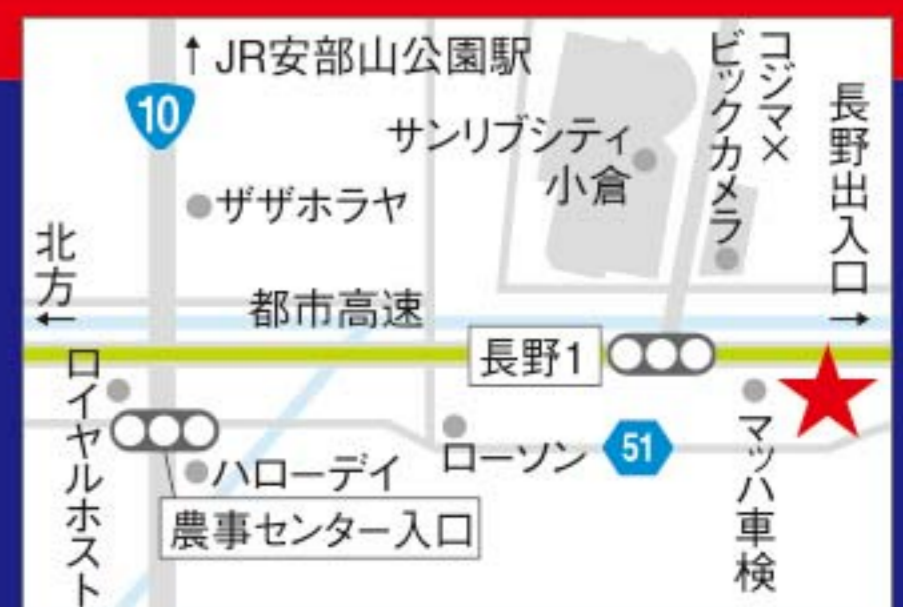 ↑JR安部山公園駅
10
コジマ×
ビックカメラ
長野出入口
→
サンリブシティ
小倉
ザザホラヤ
北方
←
都市高速
長野1
ロイヤルホスト
ハローデイ
ローソン
51
マッハ車検
農事センター入口